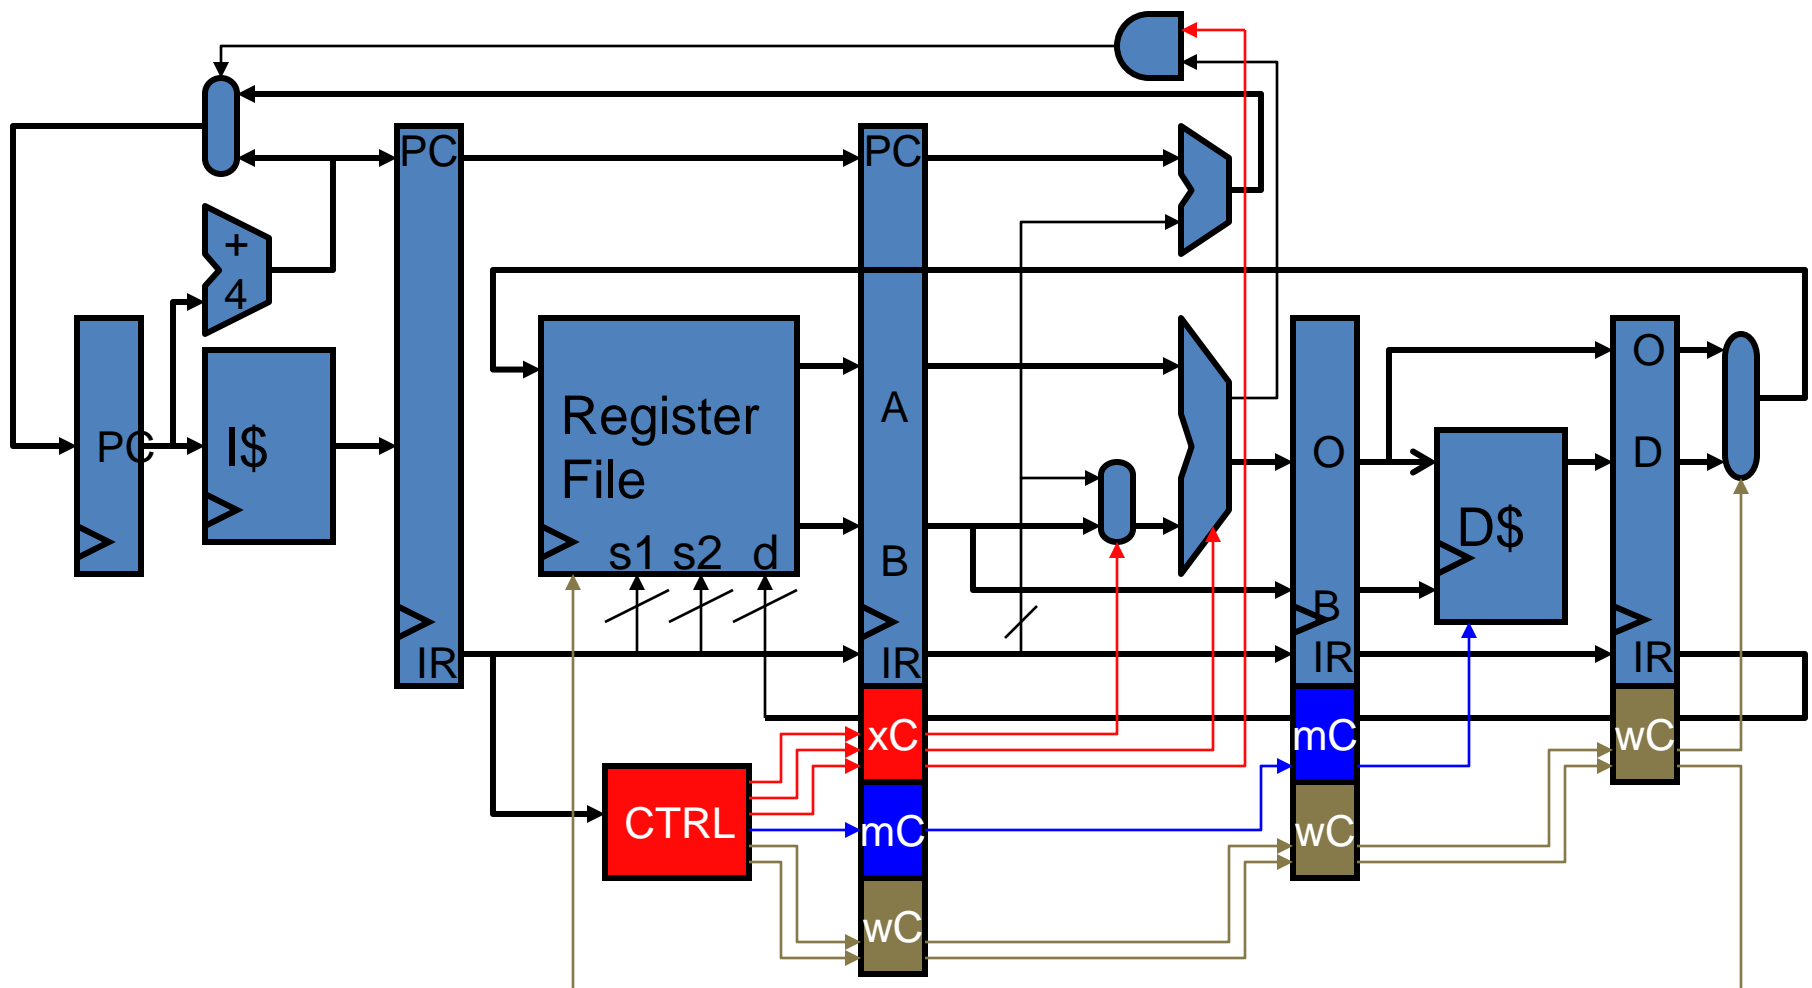 PC
PC
+
4
O
Register
File
A
PC
I$
O
D
D$
s1 s2 d
B
B
IR
IR
IR
IR
xC
mC
wC
CTRL
mC
wC
wC